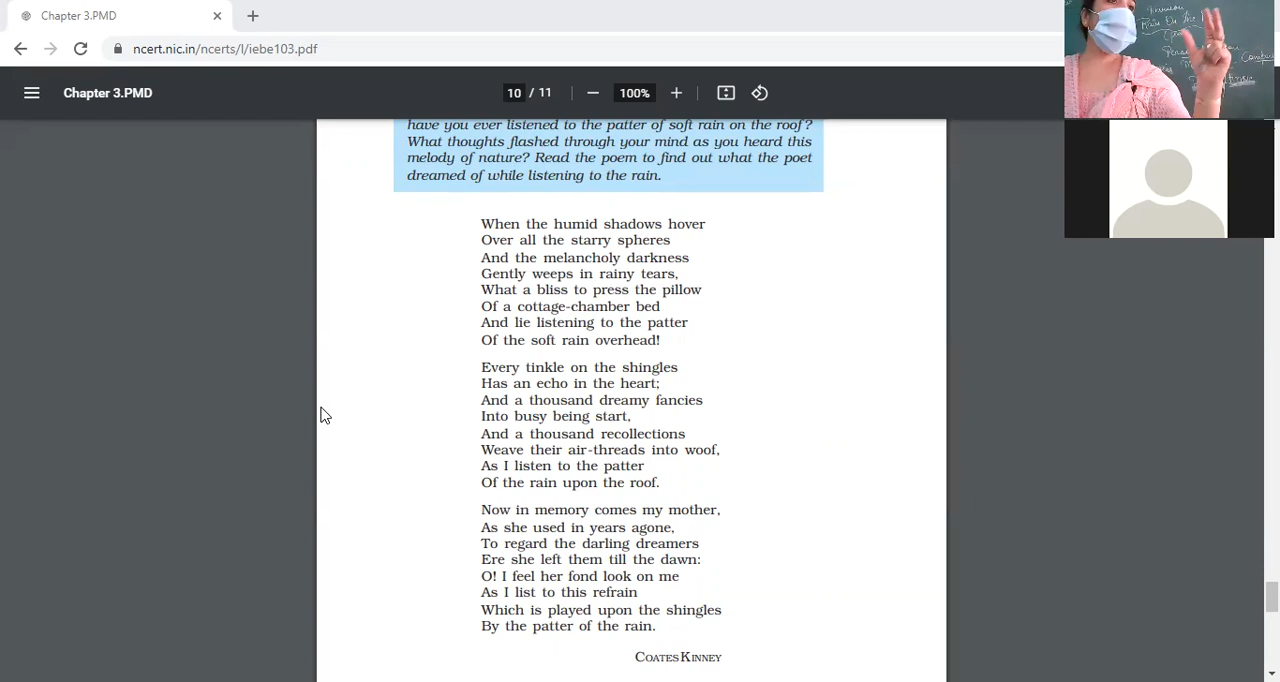 Chapter 3.PMD
ncert.nic.in/ncerts/l/iebe103.pdf
Chapter 3.PMD
10 / 11
100%
have you ever listened to the patter of soft rain on the roof?
What thoughts flashed through your mind as you heard this
melody of nature? Read the poem to find out what the poet
dreamed of while listening to the rain.
When the humid shadows hover
Over all the starry spheres
And the melancholy darkness
Gently weeps in rainy tears,
What a bliss to press the pillow
Of a cottage-chamber bed
And lie listening to the patter
Of the soft rain overhead!
Every tinkle on the shingles
Has an echo in the heart;
And a thousand dreamy fancies
Into busy being start,
And a thousand recollections
Weave their air-threads into woof,
As I listen to the patter
Of the rain upon the roof.
Now in memory comes my mother,
As she used in years agone,
To regard the darling dreamers
Ere she left them till the dawn:
O! I feel her fond look on me
As I list to this refrain
Which is played upon the shingles
By the patter of the rain.
COATES KINNEY
Rain On the